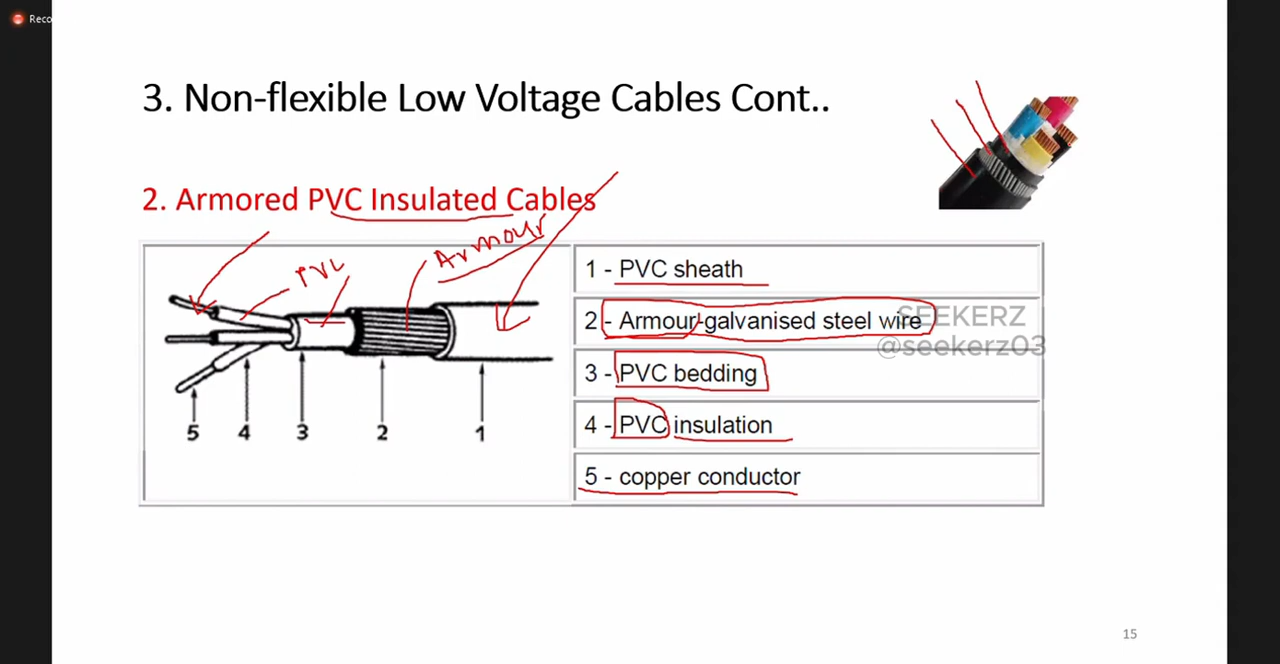 Reco
3. Non-flexible Low Voltage Cables Cont..
2. Armored PVC Insulated Cables
Armour
PVC
1 - PVC sheath
2 - Armour-galvanised steel wire
SEEKERZ
@seekerz03
3 - PVC bedding
4 - PVC insulation
5 - copper conductor
5 4 3 2 1
15